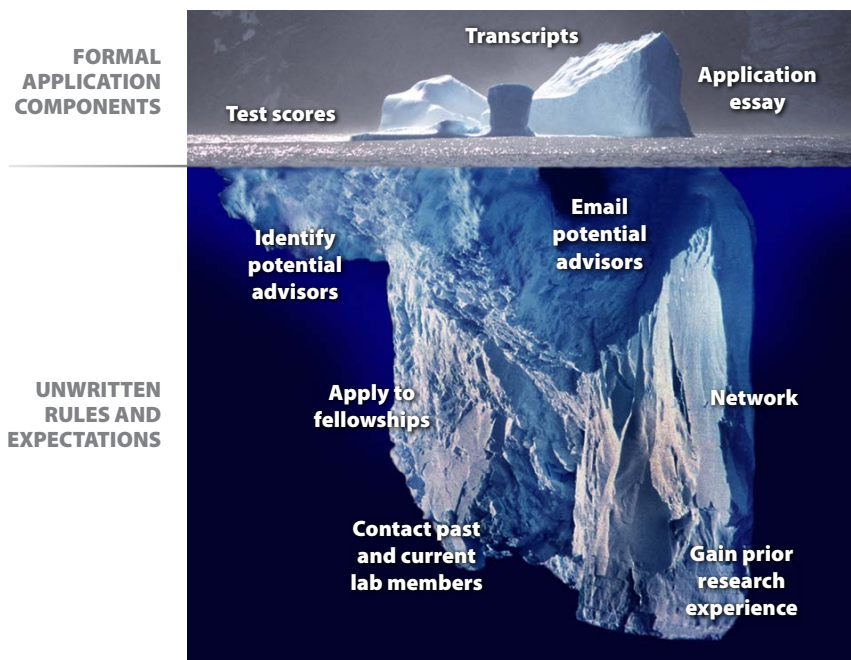 FORMAL
APPLICATION
COMPONENTS
Transcripts
Application
essay
Test scores
Email
potential
advisors
Identify
potential
advisors
UNWRITTEN
RULES AND
EXPECTATIONS
Apply to
fellowships
Network
Contact past
and current
lab members
Gain prior
research
experience